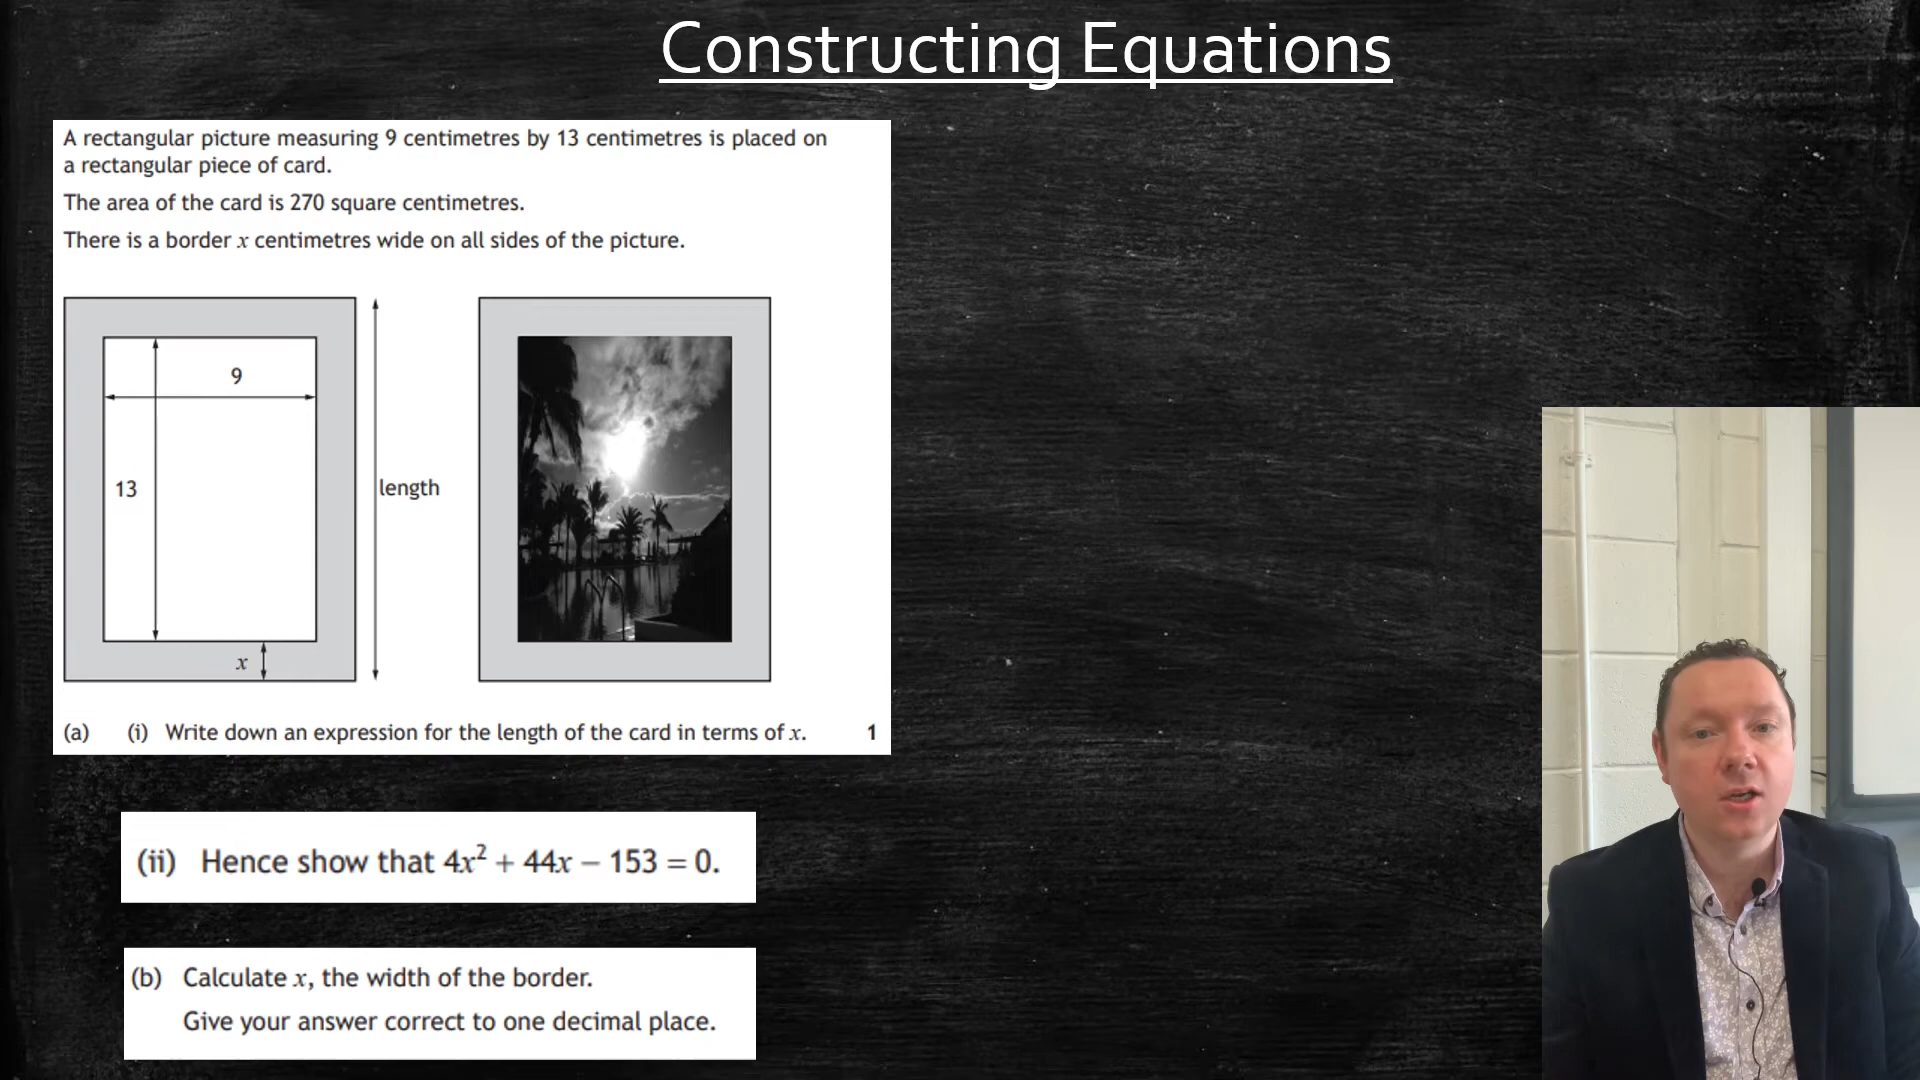 Constructing Equations
A rectangular picture measuring 9 centimetres by 13 centimetres is placed on
a rectangular piece of card.
The area of the card is 270 square centimetres.
There is a border x centimetres wide on all sides of the picture.
9
13
length
x
(a) (i) Write down an expression for the length of the card in terms of x. 1
(ii) Hence show that 4x² + 44x − 153 = 0.
(b) Calculate x, the width of the border.
Give your answer correct to one decimal place.